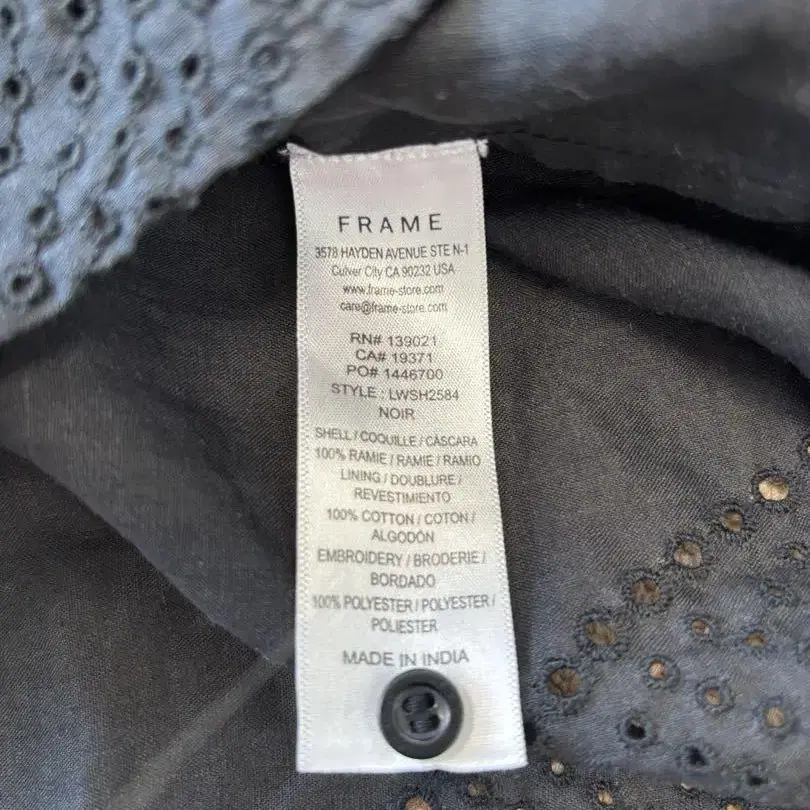 FRAME
3578 HAYDEN AVENUE STE N-1
Culver City CA 90232 USA
www.frame-store.com
care@frame-store.com
RN# 139021
CA# 19371
PO# 1446700
STYLE : LWSH2584
NOIR
SHELL / COQUILLE / CÁSCARA
100% RAMIE / RAMIE / RAMIO
LINING / DOUBLURE /
REVESTIMIENTO
100% COTTON / COTON /
ALGODÓN
EMBROIDERY / BRODERIE /
BORDADO
100% POLYESTER / POLYESTER /
POLIESTER
MADE IN INDIA